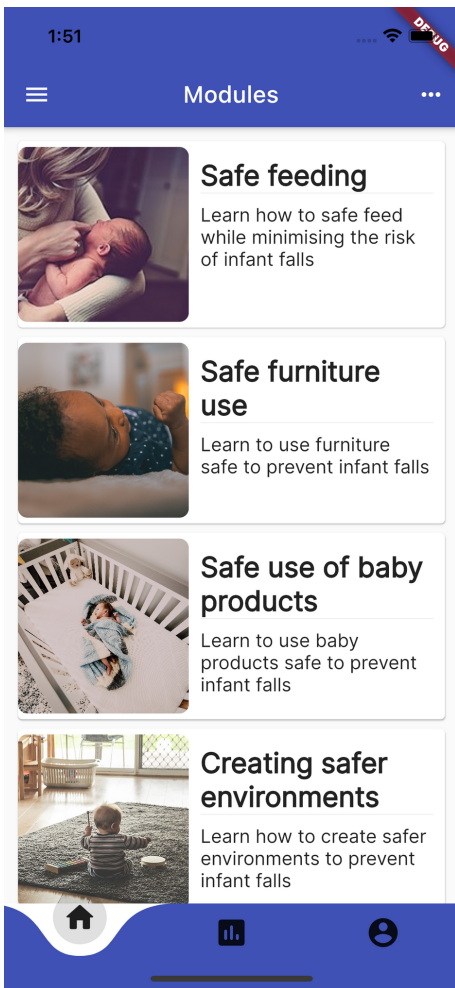 1:51
DEBUG
Modules
Safe feeding
Learn how to safe feed
while minimising the risk
of infant falls
Safe furniture
use
Learn to use furniture
safe to prevent infant falls
Safe use of baby
products
Learn to use baby
products safe to prevent
infant falls
Creating safer
environments
Learn how to create safer
environments to prevent
infant falls